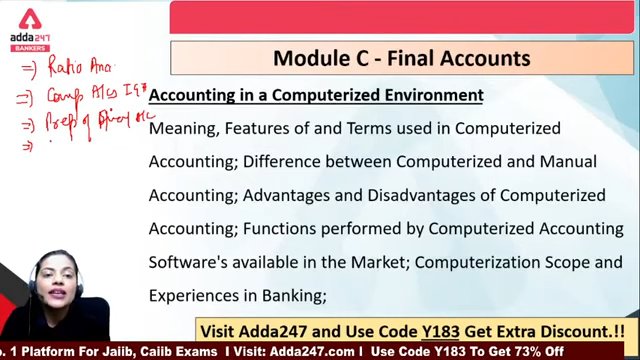 adda247
BANKERS
Module C - Final Accounts
⇒) Ratio Ana
⇒) Comp A/cs
⇒) Prep of Final A/c
⇒
Accounting in a Computerized Environment
Meaning, Features of and Terms used in Computerized
Accounting; Difference between Computerized and Manual
Accounting; Advantages and Disadvantages of Computerized
Accounting; Functions performed by Computerized Accounting
Software's available in the Market; Computerization Scope and
Experiences in Banking;
Visit Adda247 and Use Code Y183 Get Extra Discount.!!
o. 1 Platform For Jaiib, Caiib Exams I Visit: Adda247.com I Use Code Y183 To Get 73% Off